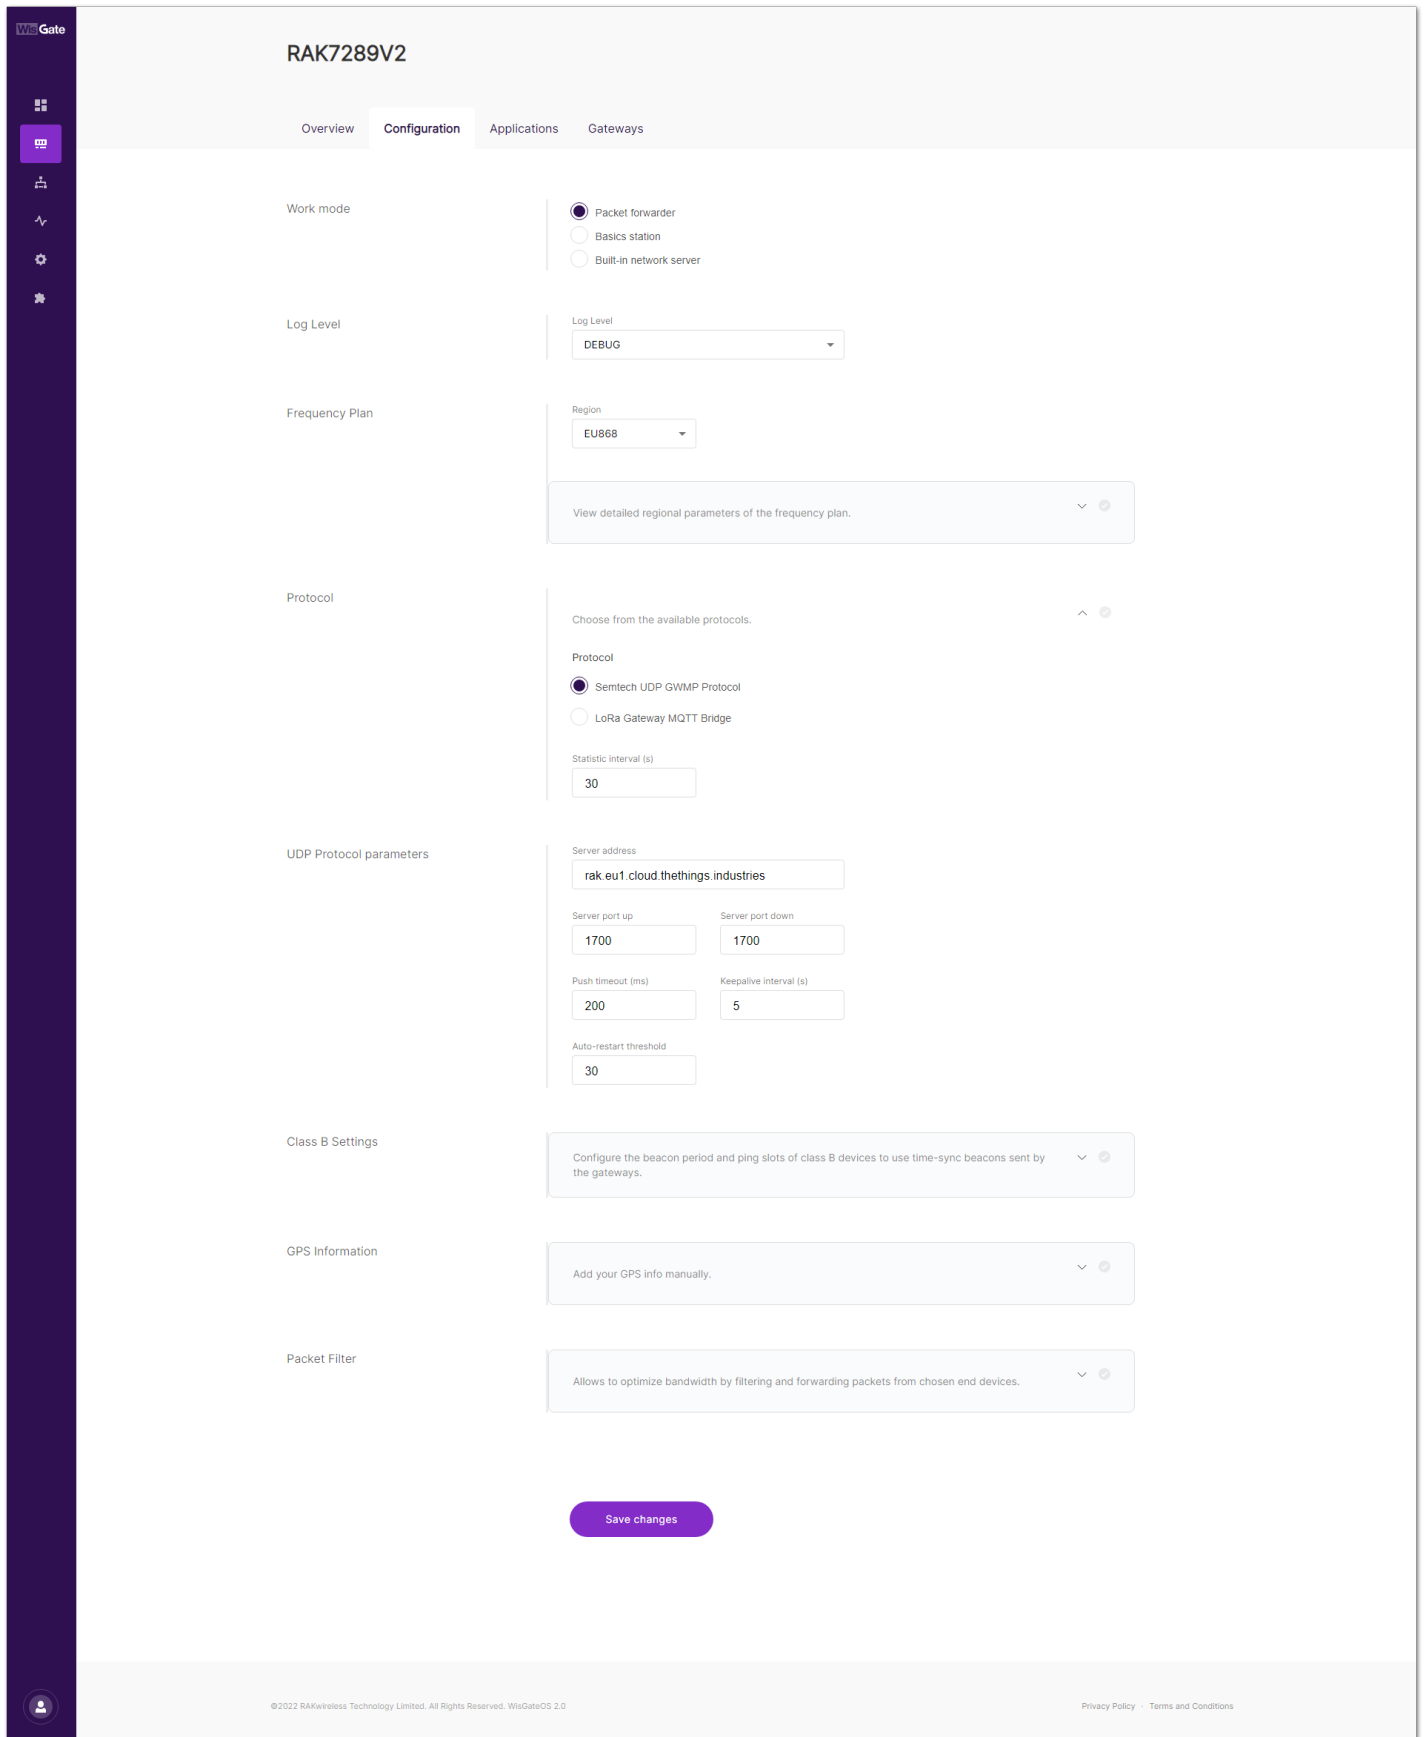 WisGate
RAK7289V2
Overview Configuration Applications Gateways
Work mode
Packet forwarder
Basics station
Built-in network server
Log Level
Log Level
DEBUG
Frequency Plan
Region
EU868
View detailed regional parameters of the frequency plan.
Protocol
Choose from the available protocols.
Protocol
Semtech UDP GWMP Protocol
LoRa Gateway MQTT Bridge
Statistic interval (s)
30
UDP Protocol parameters
Server address
rak.eu1.cloud.thethings.industries
Server port up Server port down
1700 1700
Push timeout (ms) Keepalive interval (s)
200 5
Auto-restart threshold
30
Class B Settings
Configure the beacon period and ping slots of class B devices to use time-sync beacons sent by
the gateways.
GPS Information
Add your GPS info manually.
Packet Filter
Allows to optimize bandwidth by filtering and forwarding packets from chosen end devices.
Save changes
©2022 RAKwireless Technology Limited. All Rights Reserved. WisGateOS 2.0 Privacy Policy · Terms and Conditions